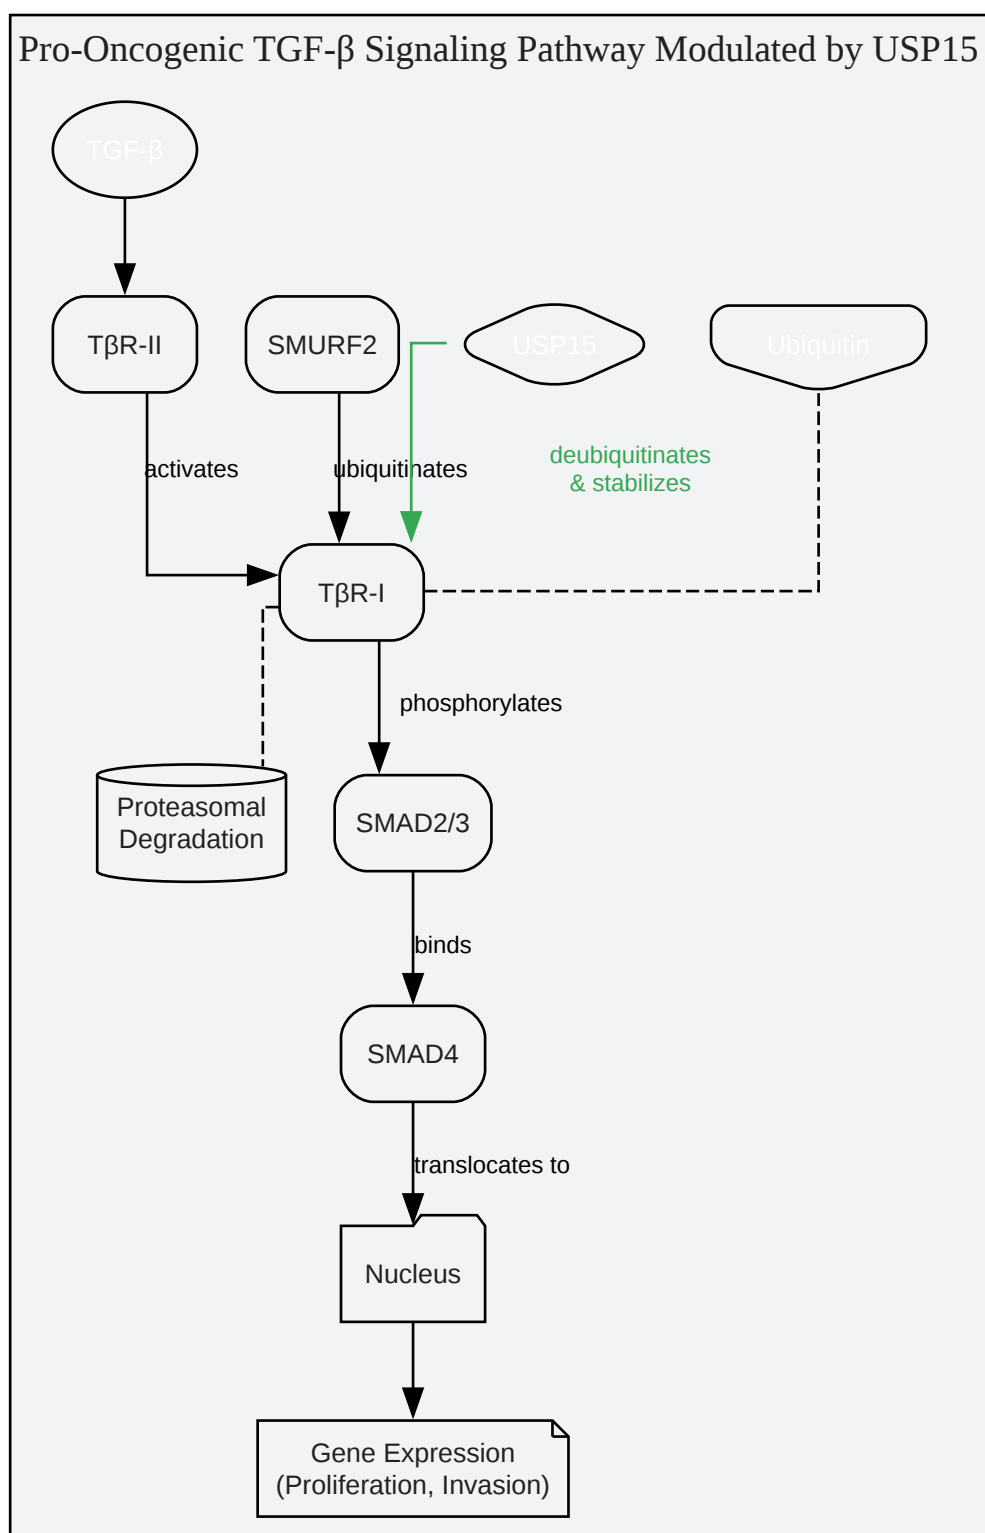 Pro-Oncogenic TGF-β Signaling Pathway Modulated by USP15
TGF-β
TβR-II
SMURF2
USP15
Ubiquitin
activates
ubiquitinates
deubiquitinates
& stabilizes
TβR-I
phosphorylates
Proteasomal
Degradation
SMAD2/3
binds
SMAD4
translocates to
Nucleus
Gene Expression
(Proliferation, Invasion)